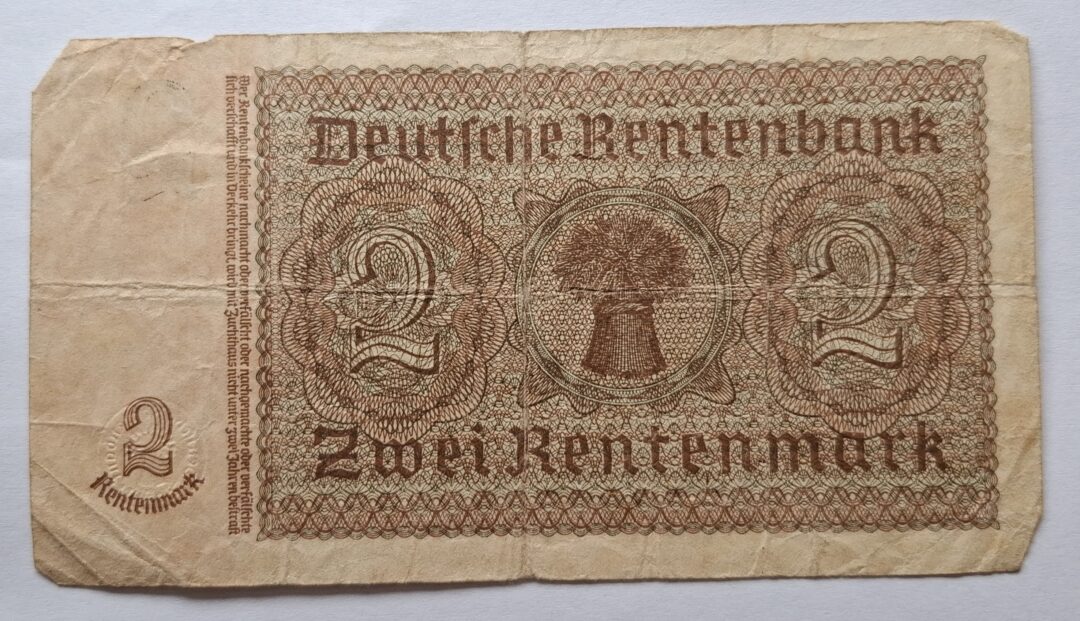 Deutsche Rentenbank
2
2
Zwei Rentenmark
Wer Rentenbankscheine nachmacht oder verfälscht oder nachgemachte oder verfälschte
sich verschafft und in Verkehr bringt, wird mit Zuchthaus nicht unter zwei Jahren bestraft
2
Rentenmark